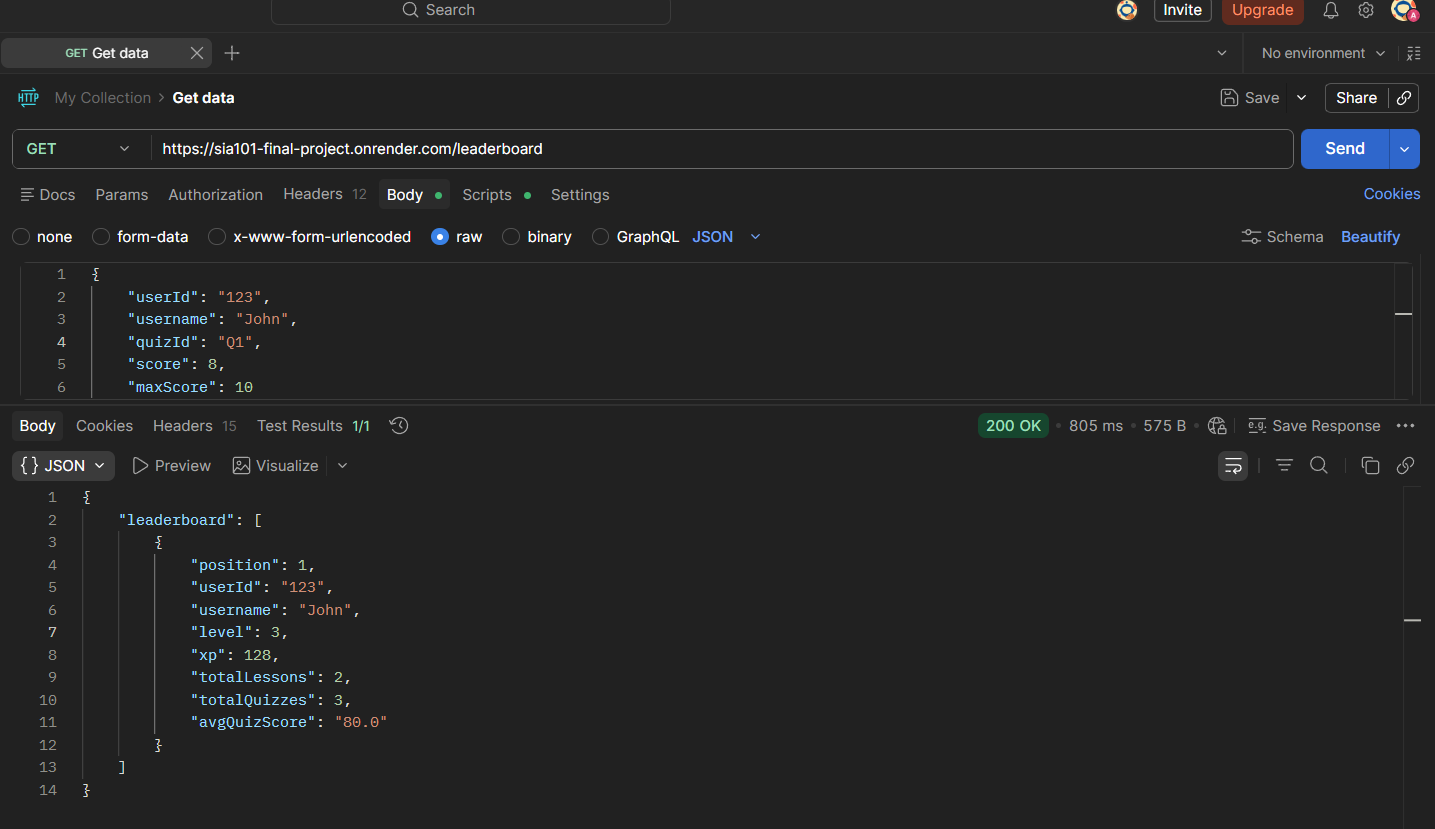 Search
Invite
Upgrade
A
GET Get data
No environment
HTTP My Collection > Get data
Save
Share
GET
https://sia101-final-project.onrender.com/leaderboard
Send
Docs Params Authorization Headers 12 Body Scripts Settings
Cookies
none form-data x-www-form-urlencoded raw binary GraphQL JSON
Schema Beautify
1 {
2 "userId": "123",
3 "username": "John",
4 "quizId": "Q1",
5 "score": 8,
6 "maxScore": 10
Body Cookies Headers 15 Test Results 1/1
200 OK • 805 ms • 575 B • e.g. Save Response
{} JSON Preview Visualize
1 {
2 "leaderboard": [
3 {
4 "position": 1,
5 "userId": "123",
6 "username": "John",
7 "level": 3,
8 "xp": 128,
9 "totalLessons": 2,
10 "totalQuizzes": 3,
11 "avgQuizScore": "80.0"
12 }
13 ]
14 }